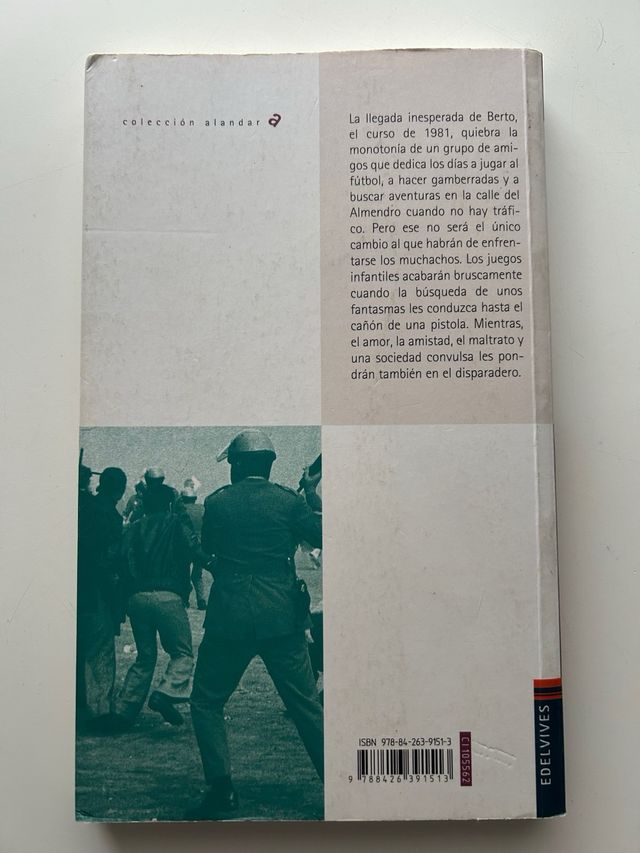 colección alandar a
La llegada inesperada de Berto,
el curso de 1981, quiebra la
monotonía de un grupo de ami-
gos que dedica los días a jugar al
fútbol, a hacer gamberradas y a
buscar aventuras en la calle del
Almendro cuando no hay tráfi-
co. Pero ese no será el único
cambio al que habrán de enfren-
tarse los muchachos. Los juegos
infantiles acabarán bruscamente
cuando la búsqueda de unos
fantasmas les conduzca hasta el
cañón de una pistola. Mientras,
el amor, la amistad, el maltrato y
una sociedad convulsa les pon-
drán también en el disparadero.
ISBN 978-84-263-9151-3
9 788426 391513
CI 105562
EDELVIVES